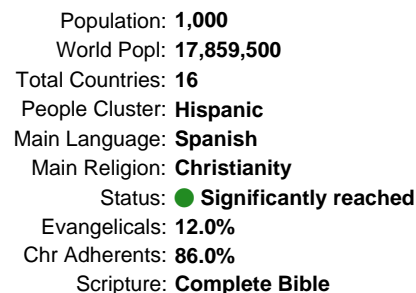 Population: 1,000
World Popl: 17,859,500
Total Countries: 16
People Cluster: Hispanic
Main Language: Spanish
Main Religion: Christianity
Status: Significantly reached
Evangelicals: 12.0%
Chr Adherents: 86.0%
Scripture: Complete Bible